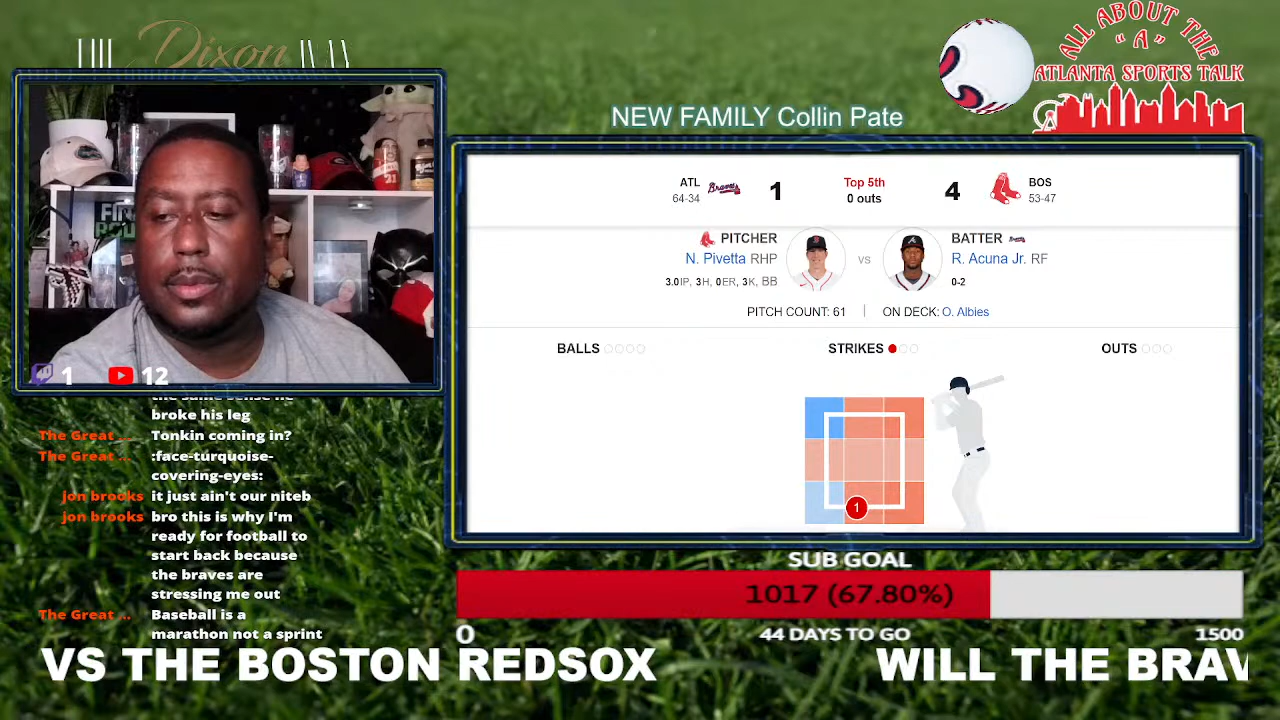 Dixon
ALL ABOUT THE
"A"
ATLANTA SPORTS TALK
NEW FAMILY Collin Pate
ATL
64-34
Braves
1
Top 5th
0 outs
4
BOS
53-47
PITCHER
N. Pivetta RHP
3.0IP, 3H, 0ER, 3K, BB
vs
BATTER
R. Acuna Jr. RF
0-2
PITCH COUNT: 61
ON DECK: O. Albies
BALLS
STRIKES
OUTS
1
1
12
broke his leg
The Great ... Tonkin coming in?
The Great ... :face-turquoise-
covering-eyes:
jon brooks it just ain't our niteb
jon brooks bro this is why I'm
ready for football to
start back because
the braves are
stressing me out
The Great ... Baseball is a
marathon not a sprint
SUB GOAL
1017 (67.80%)
0
44 DAYS TO GO
1500
VS THE BOSTON REDSOX
WILL THE BRAV